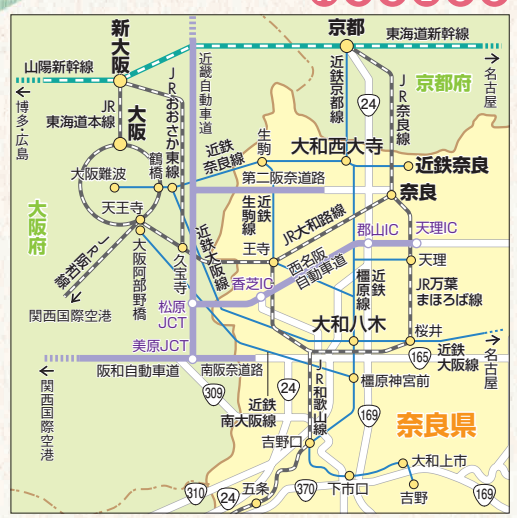 新大阪
京都
東海道新幹線
名古屋
山陽新幹線
博多・広島
JR
東海道本線
大阪
JRおおさか東線
近畿自動車道
近鉄
京都線
24
JR奈良線
京都府
生駒
大和西大寺
近鉄
奈良線
近鉄奈良
大阪難波
鶴橋
第二阪奈道路
奈良
大阪府
天王寺
近鉄
生駒線
JR大和路線
郡山IC
天理IC
JR阪和線
大阪阿部野橋
久宝寺
近鉄大阪線
王寺
西名阪
自動車道
天理
香芝IC
近鉄
橿原線
JR万葉
まほろば線
関西国際空港
松原
JCT
大和八木
桜井
美原JCT
165
近鉄
大阪線
名古屋
阪和自動車道
南阪奈道路
関西国際空港
309
24
JR和歌山線
橿原神宮前
近鉄
南大阪線
169
奈良県
吉野口
大和上市
310
24
五条
370
下市口
吉野
169